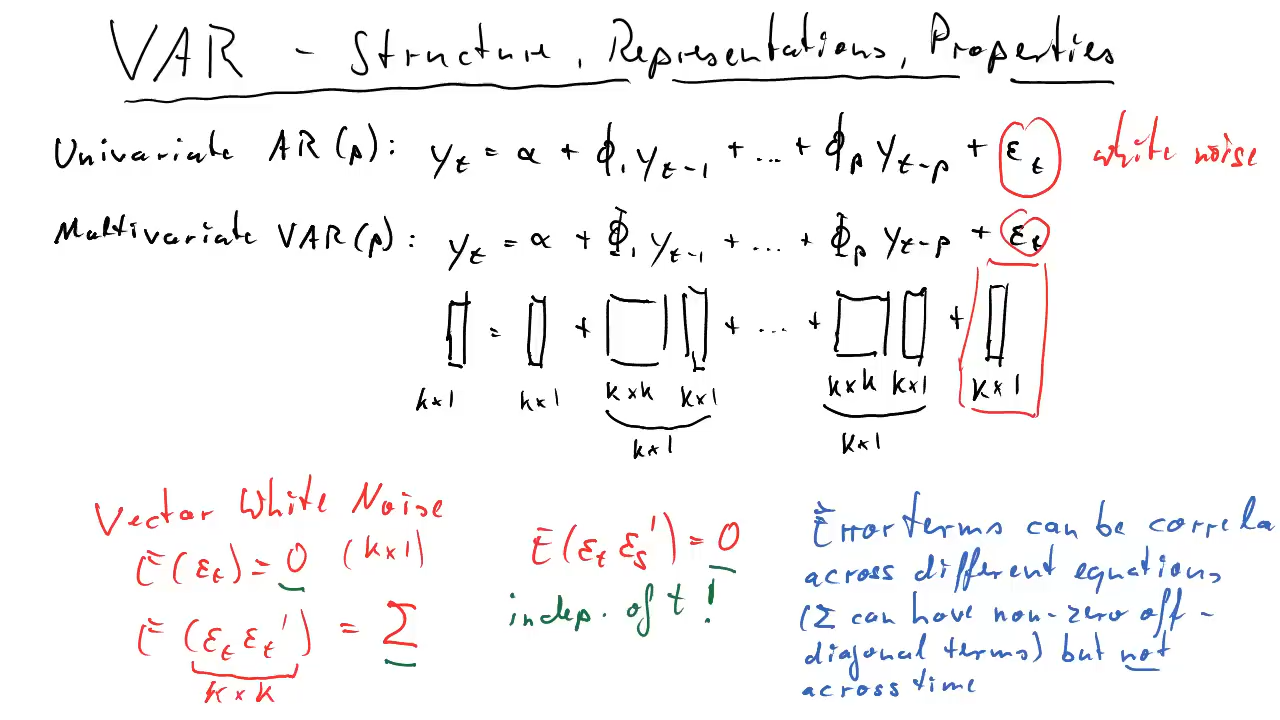 VAR - Structure, Representations, Properties
Univariate AR(p): yₜ = α + ϕ₁ yₜ₋₁ + ... + ϕₚ yₜ₋ₚ + εₜ white noise
Multivariate VAR(p): yₜ = α + Φ₁ yₜ₋₁ + ... + Φₚ yₜ₋ₚ + εₜ
= + + ... + +
k×1 k×1 k×k k×1 k×k k×1 k×1
k×1 k×1
Vector White Noise
E(εₜ) = 0 (k×1)
E(εₜ εₜ') = Σ
k×k
E(εₜ εₛ') = 0
indep. of t!
Error terms can be correla
across different equations
(Σ can have non-zero off-
diagonal terms) but not
across time